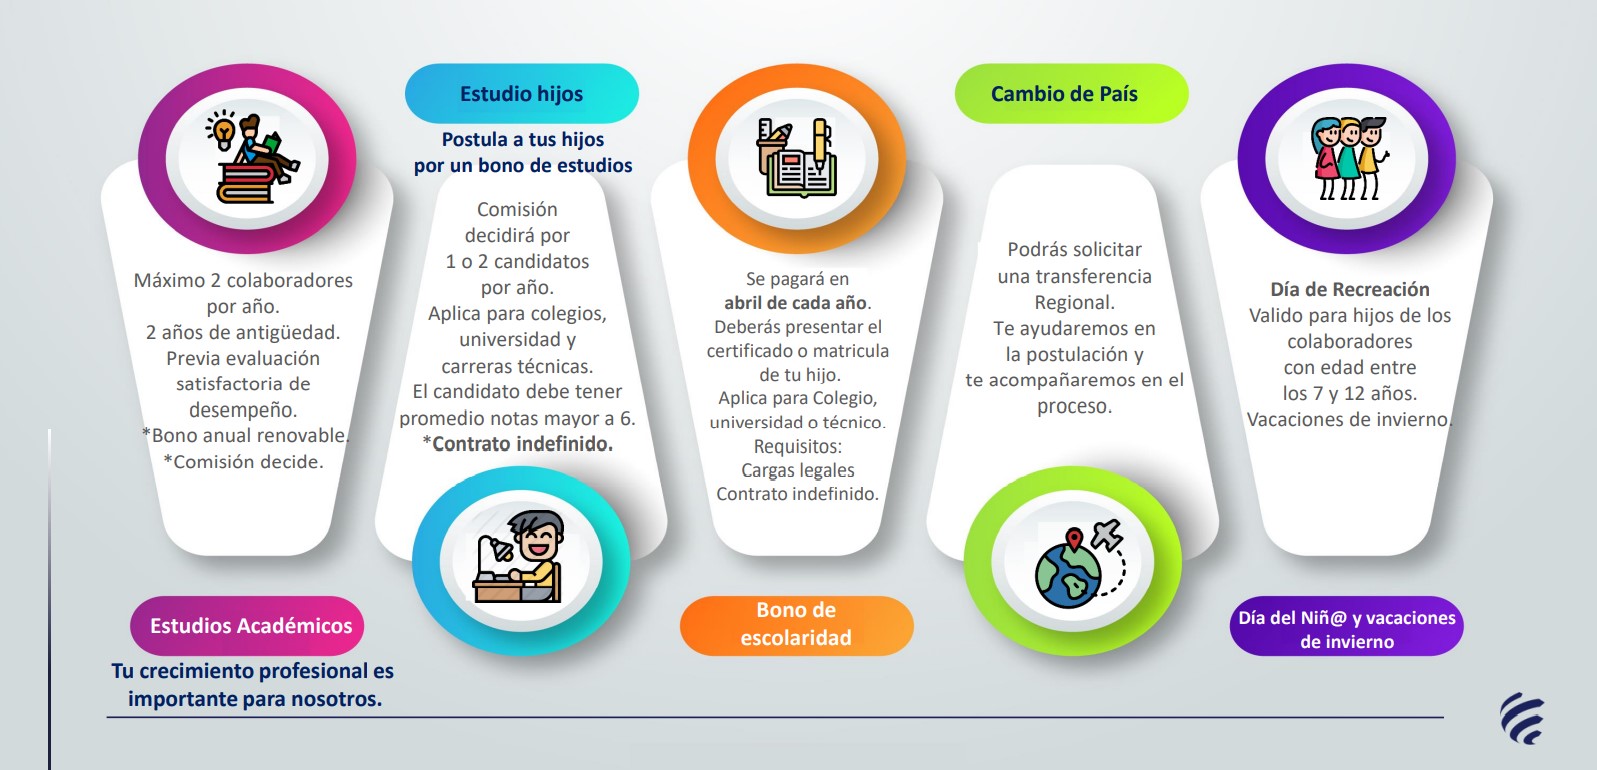 Máximo 2 colaboradores
por año.
2 años de antigüedad.
Previa evaluación
satisfactoria de
desempeño.
*Bono anual renovable.
*Comisión decide.
Estudios Académicos
Tu crecimiento profesional es
importante para nosotros.
Estudio hijos
Postula a tus hijos
por un bono de estudios
Comisión
decidirá por
1 o 2 candidatos
por año.
Aplica para colegios,
universidad y
carreras técnicas.
El candidato debe tener
promedio notas mayor a 6.
*Contrato indefinido.
Se pagará en
abril de cada año.
Deberás presentar el
certificado o matricula
de tu hijo.
Aplica para Colegio,
universidad o técnico.
Requisitos:
Cargas legales
Contrato indefinido.
Bono de
escolaridad
Cambio de País
Podrás solicitar
una transferencia
Regional.
Te ayudaremos en
la postulación y
te acompañaremos en el
proceso.
Día de Recreación
Valido para hijos de los
colaboradores
con edad entre
los 7 y 12 años.
Vacaciones de invierno.
Día del Niñ@ y vacaciones
de invierno